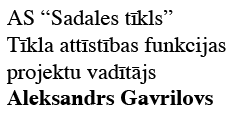 AS “Sadales tīkls”
Tīkla attīstības funkcijas
projektu vadītājs
Aleksandrs Gavrilovs